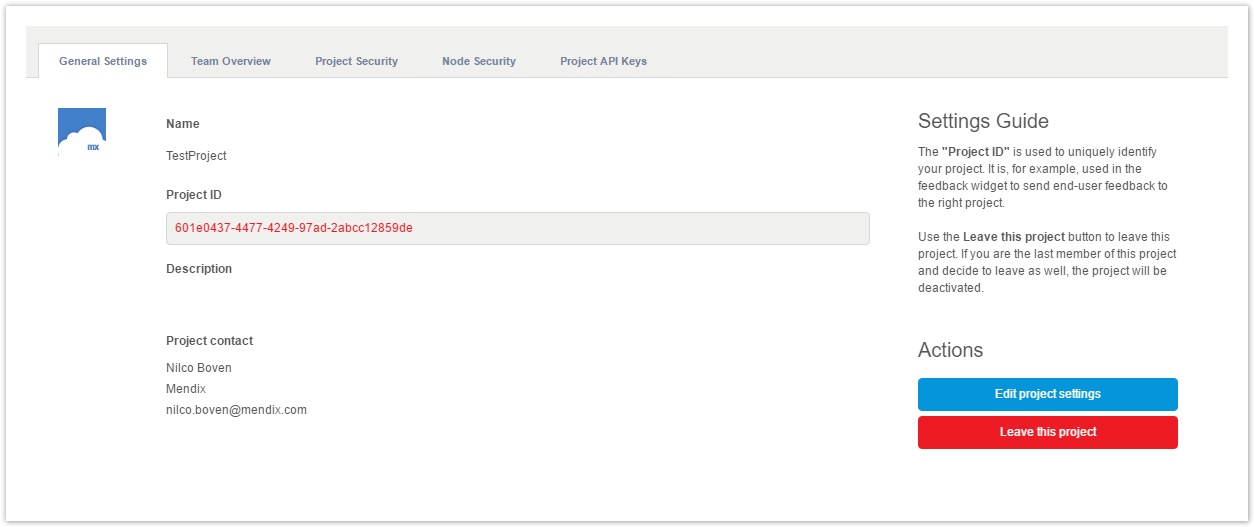 General Settings
Team Overview
Project Security
Node Security
Project API Keys
mx
Name
TestProject
Project ID
601e0437-4477-4249-97ad-2abcc12859de
Description
Project contact
Nilco Boven
Mendix
nilco.boven@mendix.com
Settings Guide
The "Project ID" is used to uniquely identify
your project. It is, for example, used in the
feedback widget to send end-user feedback to
the right project.
Use the Leave this project button to leave this
project. If you are the last member of this project
and decide to leave as well, the project will be
deactivated.
Actions
Edit project settings
Leave this project